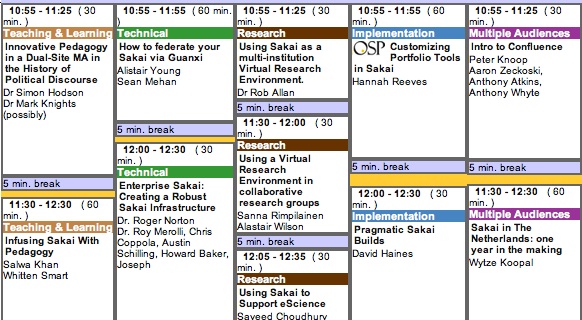 10:55 - 11:25 ( 30
min. )
Teaching & Learning
Innovative Pedagogy
in a Dual-Site MA in
the History of
Political Discourse
Dr Simon Hodson
Dr Mark Knights
(possibly)
5 min. break
11:30 - 12:30 ( 60
min. )
Teaching & Learning
Infusing Sakai With
Pedagogy
Salwa Khan
Whitten Smart
10:55 - 11:55 ( 60 min.
)
Technical
How to federate your
Sakai via Guanxi
Alistair Young
Sean Mehan
5 min. break
12:00 - 12:30 ( 30
min. )
Technical
Enterprise Sakai:
Creating a Robust
Sakai Infrastructure
Dr. Roger Norton
Dr. Roy Merolli, Chris
Coppola, Austin
Schilling, Howard Baker,
Joseph
10:55 - 11:25 ( 30
min. )
Research
Using Sakai as a
multi-institution
Virtual Research
Environment.
Dr Rob Allan
5 min. break
11:30 - 12:00 ( 30
min. )
Research
Using a Virtual
Research
Environment in
collaborative
research groups
Sanna Rimpilainen
Alastair Wilson
5 min. break
12:05 - 12:35 ( 30
min. )
Research
Using Sakai to
Support eScience
Sayeed Choudhury
10:55 - 11:55 ( 60
min. )
Implementation
OSP Customizing
Portfolio Tools
in Sakai
Hannah Reeves
5 min. break
12:00 - 12:30 ( 30
min. )
Implementation
Pragmatic Sakai
Builds
David Haines
10:55 - 11:25 ( 30
min. )
Multiple Audiences
Intro to Confluence
Peter Knoop
Aaron Zeckoski,
Anthony Atkins,
Anthony Whyte
5 min. break
11:30 - 12:30 ( 60
min. )
Multiple Audiences
Sakai in The
Netherlands: one
year in the making
Wytze Koopal